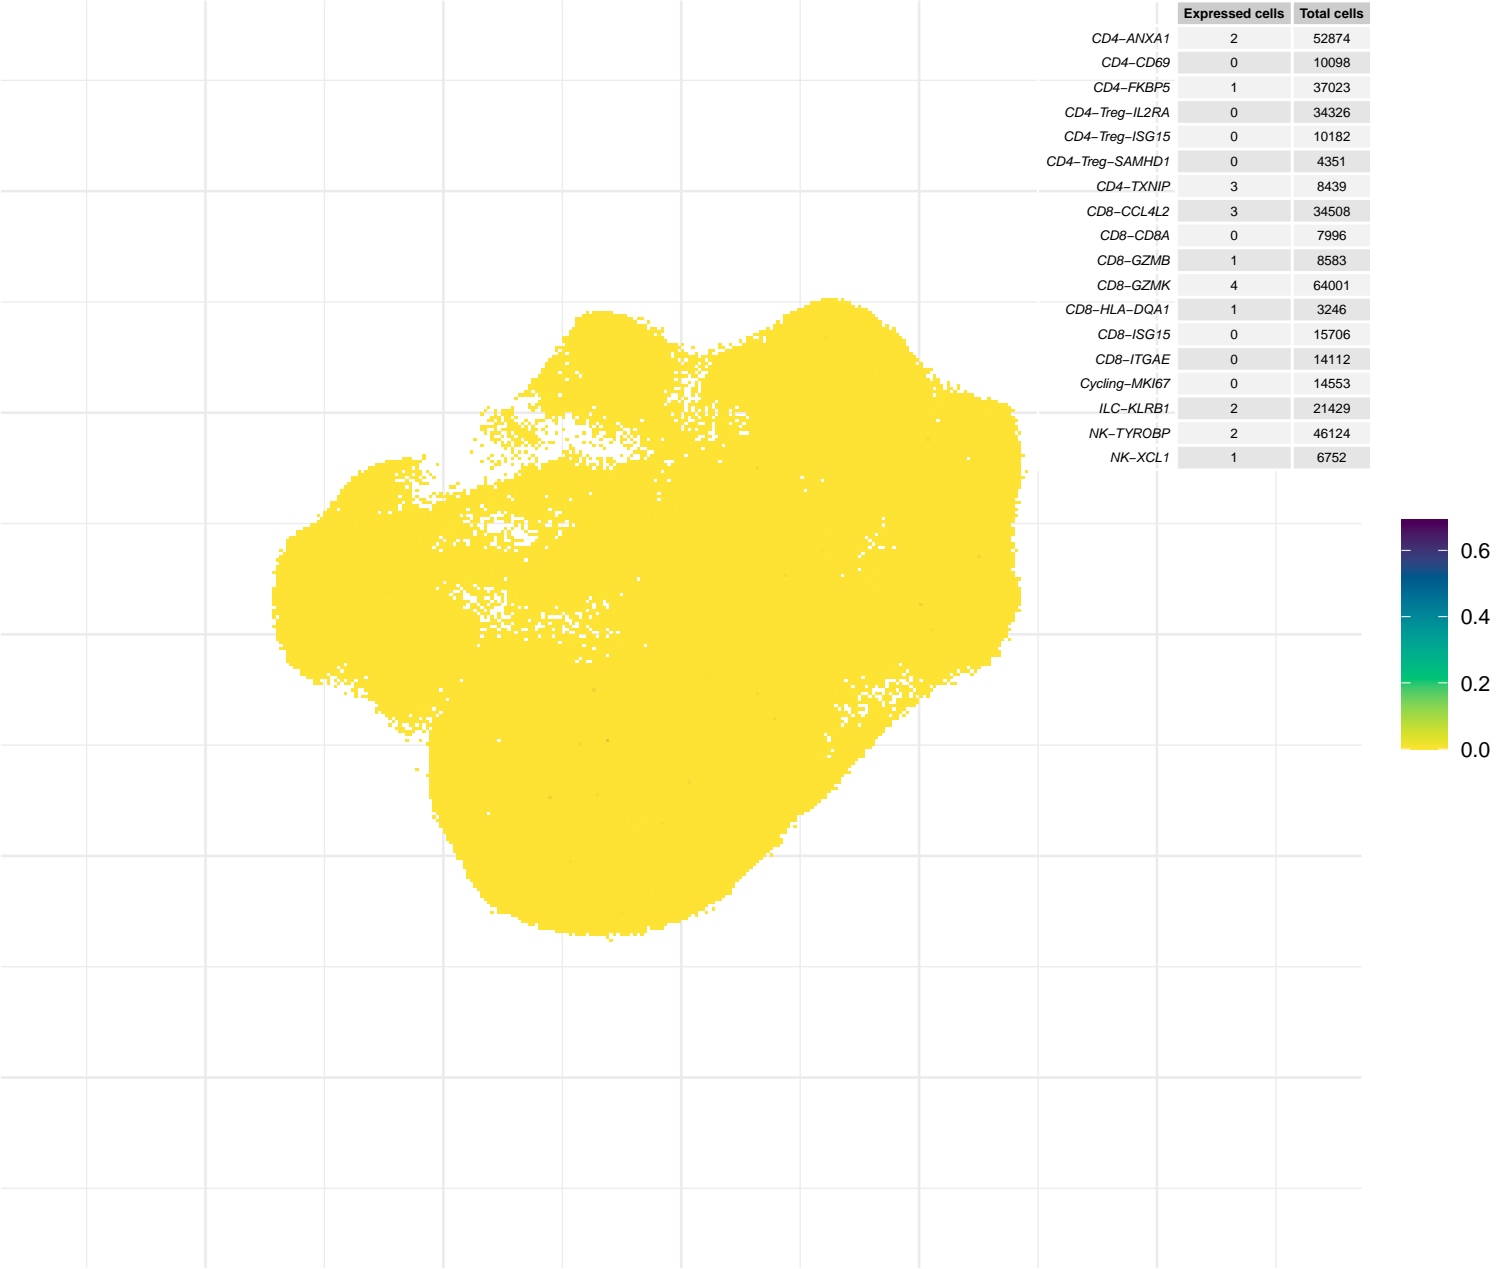 Expressed cells Total cells
CD4−ANXA1 2 52874
CD4−CD69 0 10098
CD4−FKBP5 1 37023
CD4−Treg−IL2RA 0 34326
CD4−Treg−ISG15 0 10182
CD4−Treg−SAMHD1 0 4351
CD4−TXNIP 3 8439
CD8−CCL4L2 3 34508
CD8−CD8A 0 7996
CD8−GZMB 1 8583
CD8−GZMK 4 64001
CD8−HLA−DQA1 1 3246
CD8−ISG15 0 15706
CD8−ITGAE 0 14112
Cycling−MKI67 0 14553
ILC−KLRB1 2 21429
NK−TYROBP 2 46124
NK−XCL1 1 6752
0.6
0.4
0.2
0.0